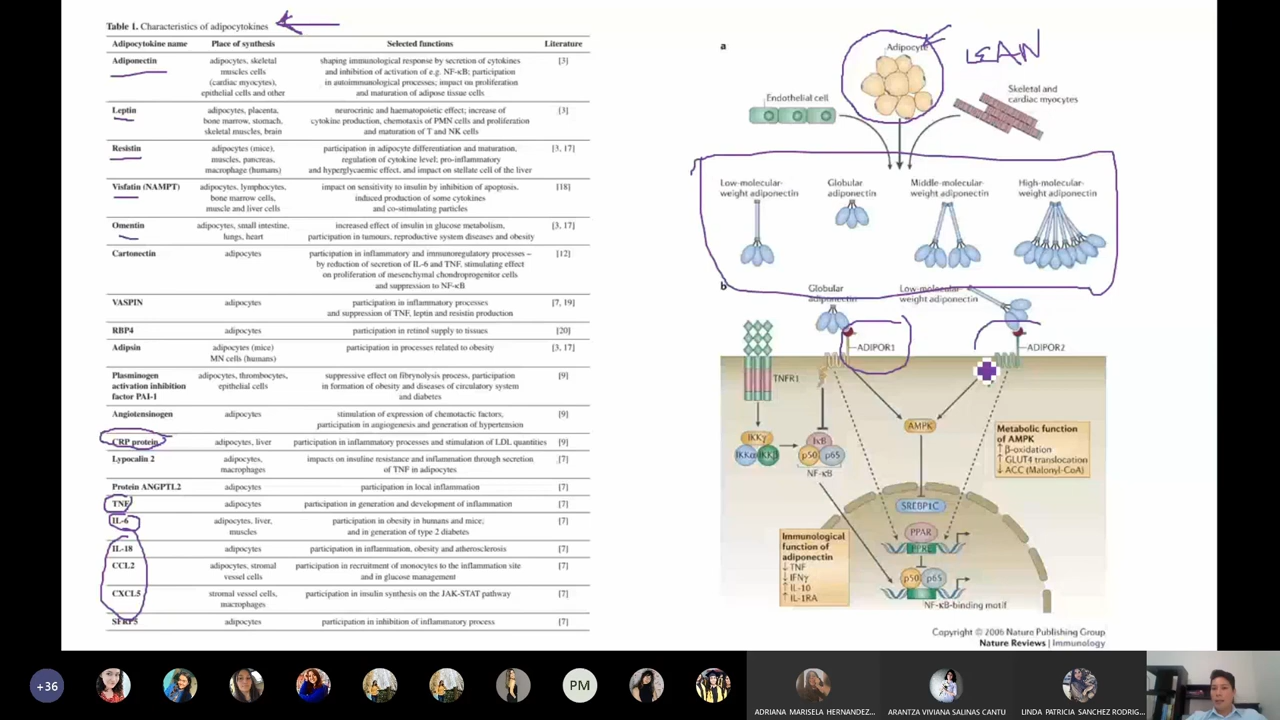 Table 1. Characteristics of adipocytokines
Adipocytokine name Place of synthesis Selected functions Literature
Adiponectin adipocytes, skeletal shaping immunological response by secretion of cytokines [3]
muscles cells and inhibition of activation of e.g. NF-κB; participation
(cardiac myocytes), in autoimmunological processes; impact on proliferation
epithelial cells and other and maturation of adipose tissue cells
Leptin adipocytes, placenta, neurocrinic and haematopoietic effect; increase of [3]
bone marrow, stomach, cytokine production, chemotaxis of PMN cells and proliferation
skeletal muscles, brain and maturation of T and NK cells
Resistin adipocytes (mice) participation in adipocyte differentiation and maturation, [3, 17]
muscles, pancreas, regulation of cytokine level; pro-inflammatory
macrophage (humans) and hyperglycaemic effect, and impact on stellate cell of the liver
Visfatin (NAMPT) adipocytes, lymphocytes, impact on sensitivity to insulin by inhibition of apoptosis, [18]
bone marrow cells, induced production of some cytokines
muscle and liver cells and co-stimulating particles
Omentin adipocytes, small intestine, increased effect of insulin in glucose metabolism, [3, 17]
lungs, heart participation in tumours, reproductive system diseases and obesity
Cartonectin adipocytes participation in inflammatory and immunoregulatory processes – [12]
by reduction of secretion of IL-6 and TNF, stimulating effect
on proliferation of mesenchymal chondroprogenitor cells
and suppression to NF-κB
VASPIN adipocytes participation in inflammatory processes [7, 19]
and suppression of TNF, leptin and resistin production
RBP4 adipocytes participation in retinol supply to tissues [20]
Adipsin adipocytes (mice) participation in processes related to obesity [3, 17]
MN cells (humans)
Plasminogen adipocytes, thrombocytes, suppressive effect on fibrynolysis process, participation [9]
activation inhibition epithelial cells in formation of obesity and diseases of circulatory system
factor PAI-1 and diabetes
Angiotensinogen adipocytes stimulation of expression of chemotactic factors, [9]
participation in angiogenesis and generation of hypertension
CRP protein adipocytes, liver participation in inflammatory processes and stimulation of LDL quantities [9]
Lypocalin 2 adipocytes, impacts on insuline resistance and inflammation through secretion [7]
macrophages of TNF in adipocytes
Protein ANGPTL2 adipocytes participation in local inflammation [7]
TNF adipocytes participation in generation and development of inflammation [7]
IL-6 adipocytes, liver, participation in obesity in humans and mice; [7]
muscles and in generation of type 2 diabetes
IL-18 adipocytes participation in inflammation, obesity and atherosclerosis [7]
CCL2 adipocytes, stromal participation in recruitment of monocytes to the inflammation site [7]
vessel cells and in glucose management
CXCL5 stromal vessel cells, participation in insulin synthesis on the JAK-STAT pathway [7]
macrophages
SFRP5 adipocytes participation in inhibition of inflammatory process [7]
a
Adipocyte
LEAN
Endothelial cell
Skeletal and
cardiac myocytes
Low-molecular-
weight adiponectin
Globular
adiponectin
Middle-molecular-
weight adiponectin
High-molecular-
weight adiponectin
b
Globular
adiponectin
Low-molecular-
weight adiponectin
ADIPOR1
ADIPOR2
TNFR1
AMPK
IKKγ
IKKα IKKβ
IκB
p50 p65
NF-κB
Metabolic function
of AMPK
↑ β-oxidation
↑ GLUT4 translocation
↓ ACC (Malonyl-CoA)
SREBP1C
PPAR
PPRE
Immunological
function of
adiponectin
↓ TNF
↓ IFNγ
↑ IL-10
↑ IL-1RA
p50 p65
NF-κB-binding motif
Copyright © 2006 Nature Publishing Group
Nature Reviews | Immunology
+36
PM
ADRIANA MARISELA HERNANDEZ...
ARANTZA VIVIANA SALINAS CANTU
LINDA PATRICIA SANCHEZ RODRIG...